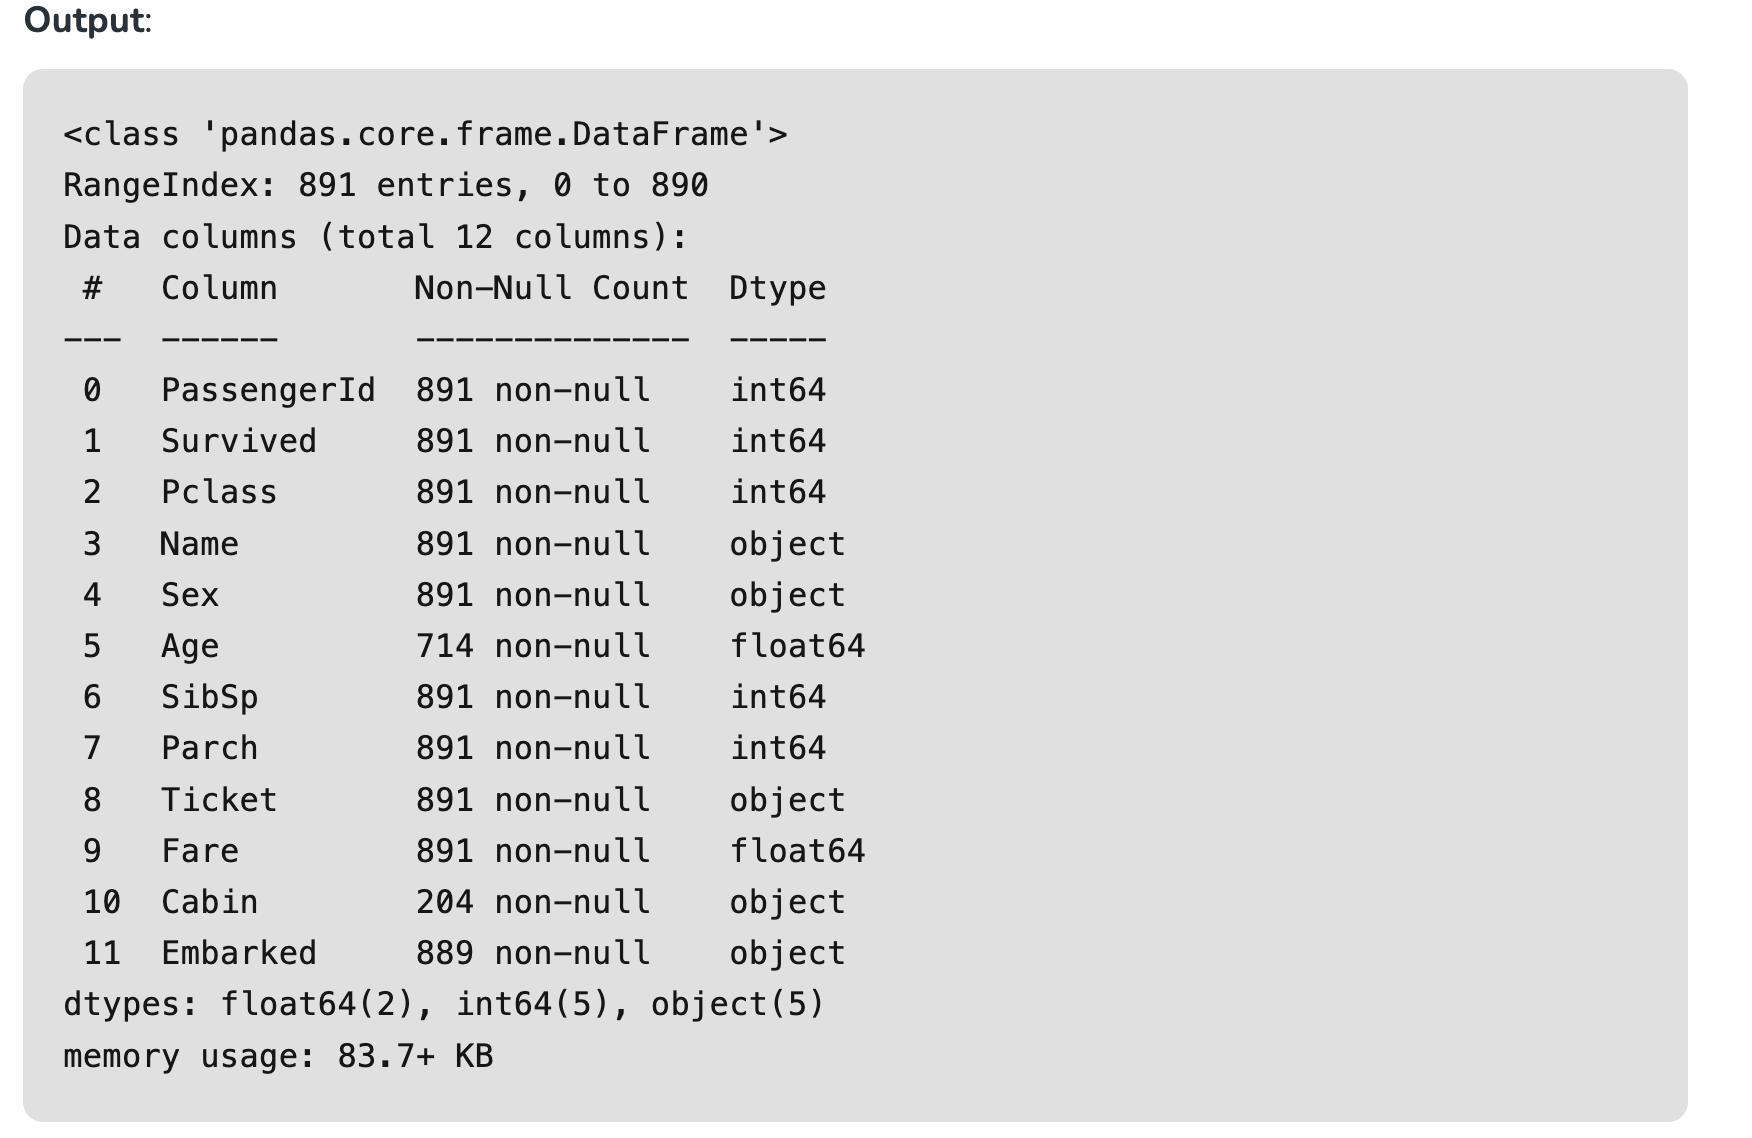 Output:
<class 'pandas.core.frame.DataFrame'>
RangeIndex: 891 entries, 0 to 890
Data columns (total 12 columns):
 #   Column       Non-Null Count  Dtype
---  ------       --------------  -----
 0   PassengerId  891 non-null    int64
 1   Survived     891 non-null    int64
 2   Pclass       891 non-null    int64
 3   Name         891 non-null    object
 4   Sex          891 non-null    object
 5   Age          714 non-null    float64
 6   SibSp        891 non-null    int64
 7   Parch        891 non-null    int64
 8   Ticket       891 non-null    object
 9   Fare         891 non-null    float64
 10  Cabin        204 non-null    object
 11  Embarked     889 non-null    object
dtypes: float64(2), int64(5), object(5)
memory usage: 83.7+ KB